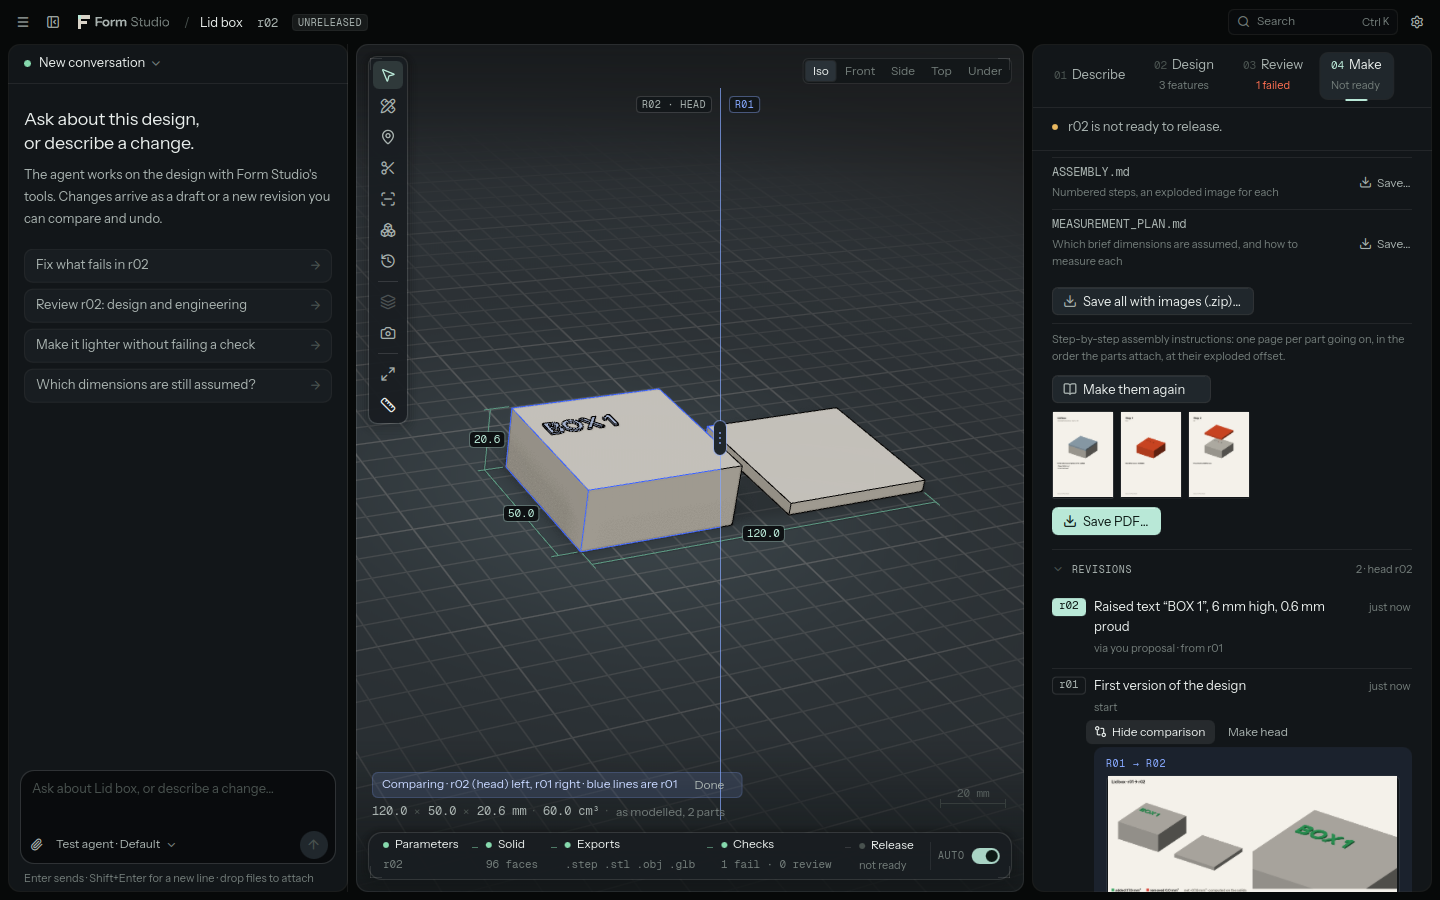 Form Studio / Lid box r02 UNRELEASED
Search Ctrl K
New conversation
Ask about this design,
or describe a change.
The agent works on the design with Form Studio's
tools. Changes arrive as a draft or a new revision you
can compare and undo.
Fix what fails in r02
Review r02: design and engineering
Make it lighter without failing a check
Which dimensions are still assumed?
Ask about Lid box, or describe a change...
Test agent · Default
Enter sends · Shift+Enter for a new line · drop files to attach
Iso Front Side Top Under
R02 · HEAD R01
BOX 1
20.6
50.0
120.0
Comparing · r02 (head) left, r01 right · blue lines are r01 Done
120.0 × 50.0 × 20.6 mm · 60.0 cm³ · as modelled, 2 parts
20 mm
Parameters
r02
Solid
96 faces
Exports
.step .stl .obj .glb
Checks
1 fail · 0 review
Release
not ready
AUTO
01 Describe
02 Design
3 features
03 Review
1 failed
04 Make
Not ready
r02 is not ready to release.
ASSEMBLY.md
Numbered steps, an exploded image for each
Save...
MEASUREMENT_PLAN.md
Which brief dimensions are assumed, and how to
measure each
Save...
Save all with images (.zip)...
Step-by-step assembly instructions: one page per part going on, in the
order the parts attach, at their exploded offset.
Make them again
Save PDF...
REVISIONS 2 · head r02
r02 Raised text “BOX 1”, 6 mm high, 0.6 mm
proud
just now
via you proposal · from r01
r01 First version of the design just now
start
Hide comparison Make head
R01 → R02
BOX 1
BOX 1